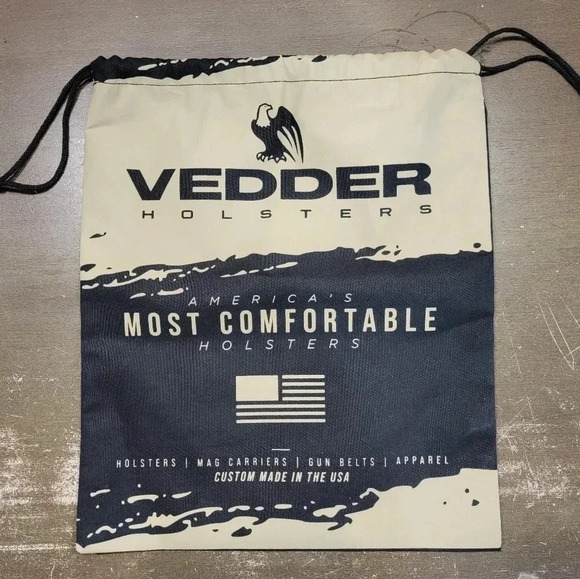 VEDDER
HOLSTERS
AMERICA'S
MOST COMFORTABLE
HOLSTERS
HOLSTERS | MAG CARRIERS | GUN BELTS | APPAREL
CUSTOM MADE IN THE USA